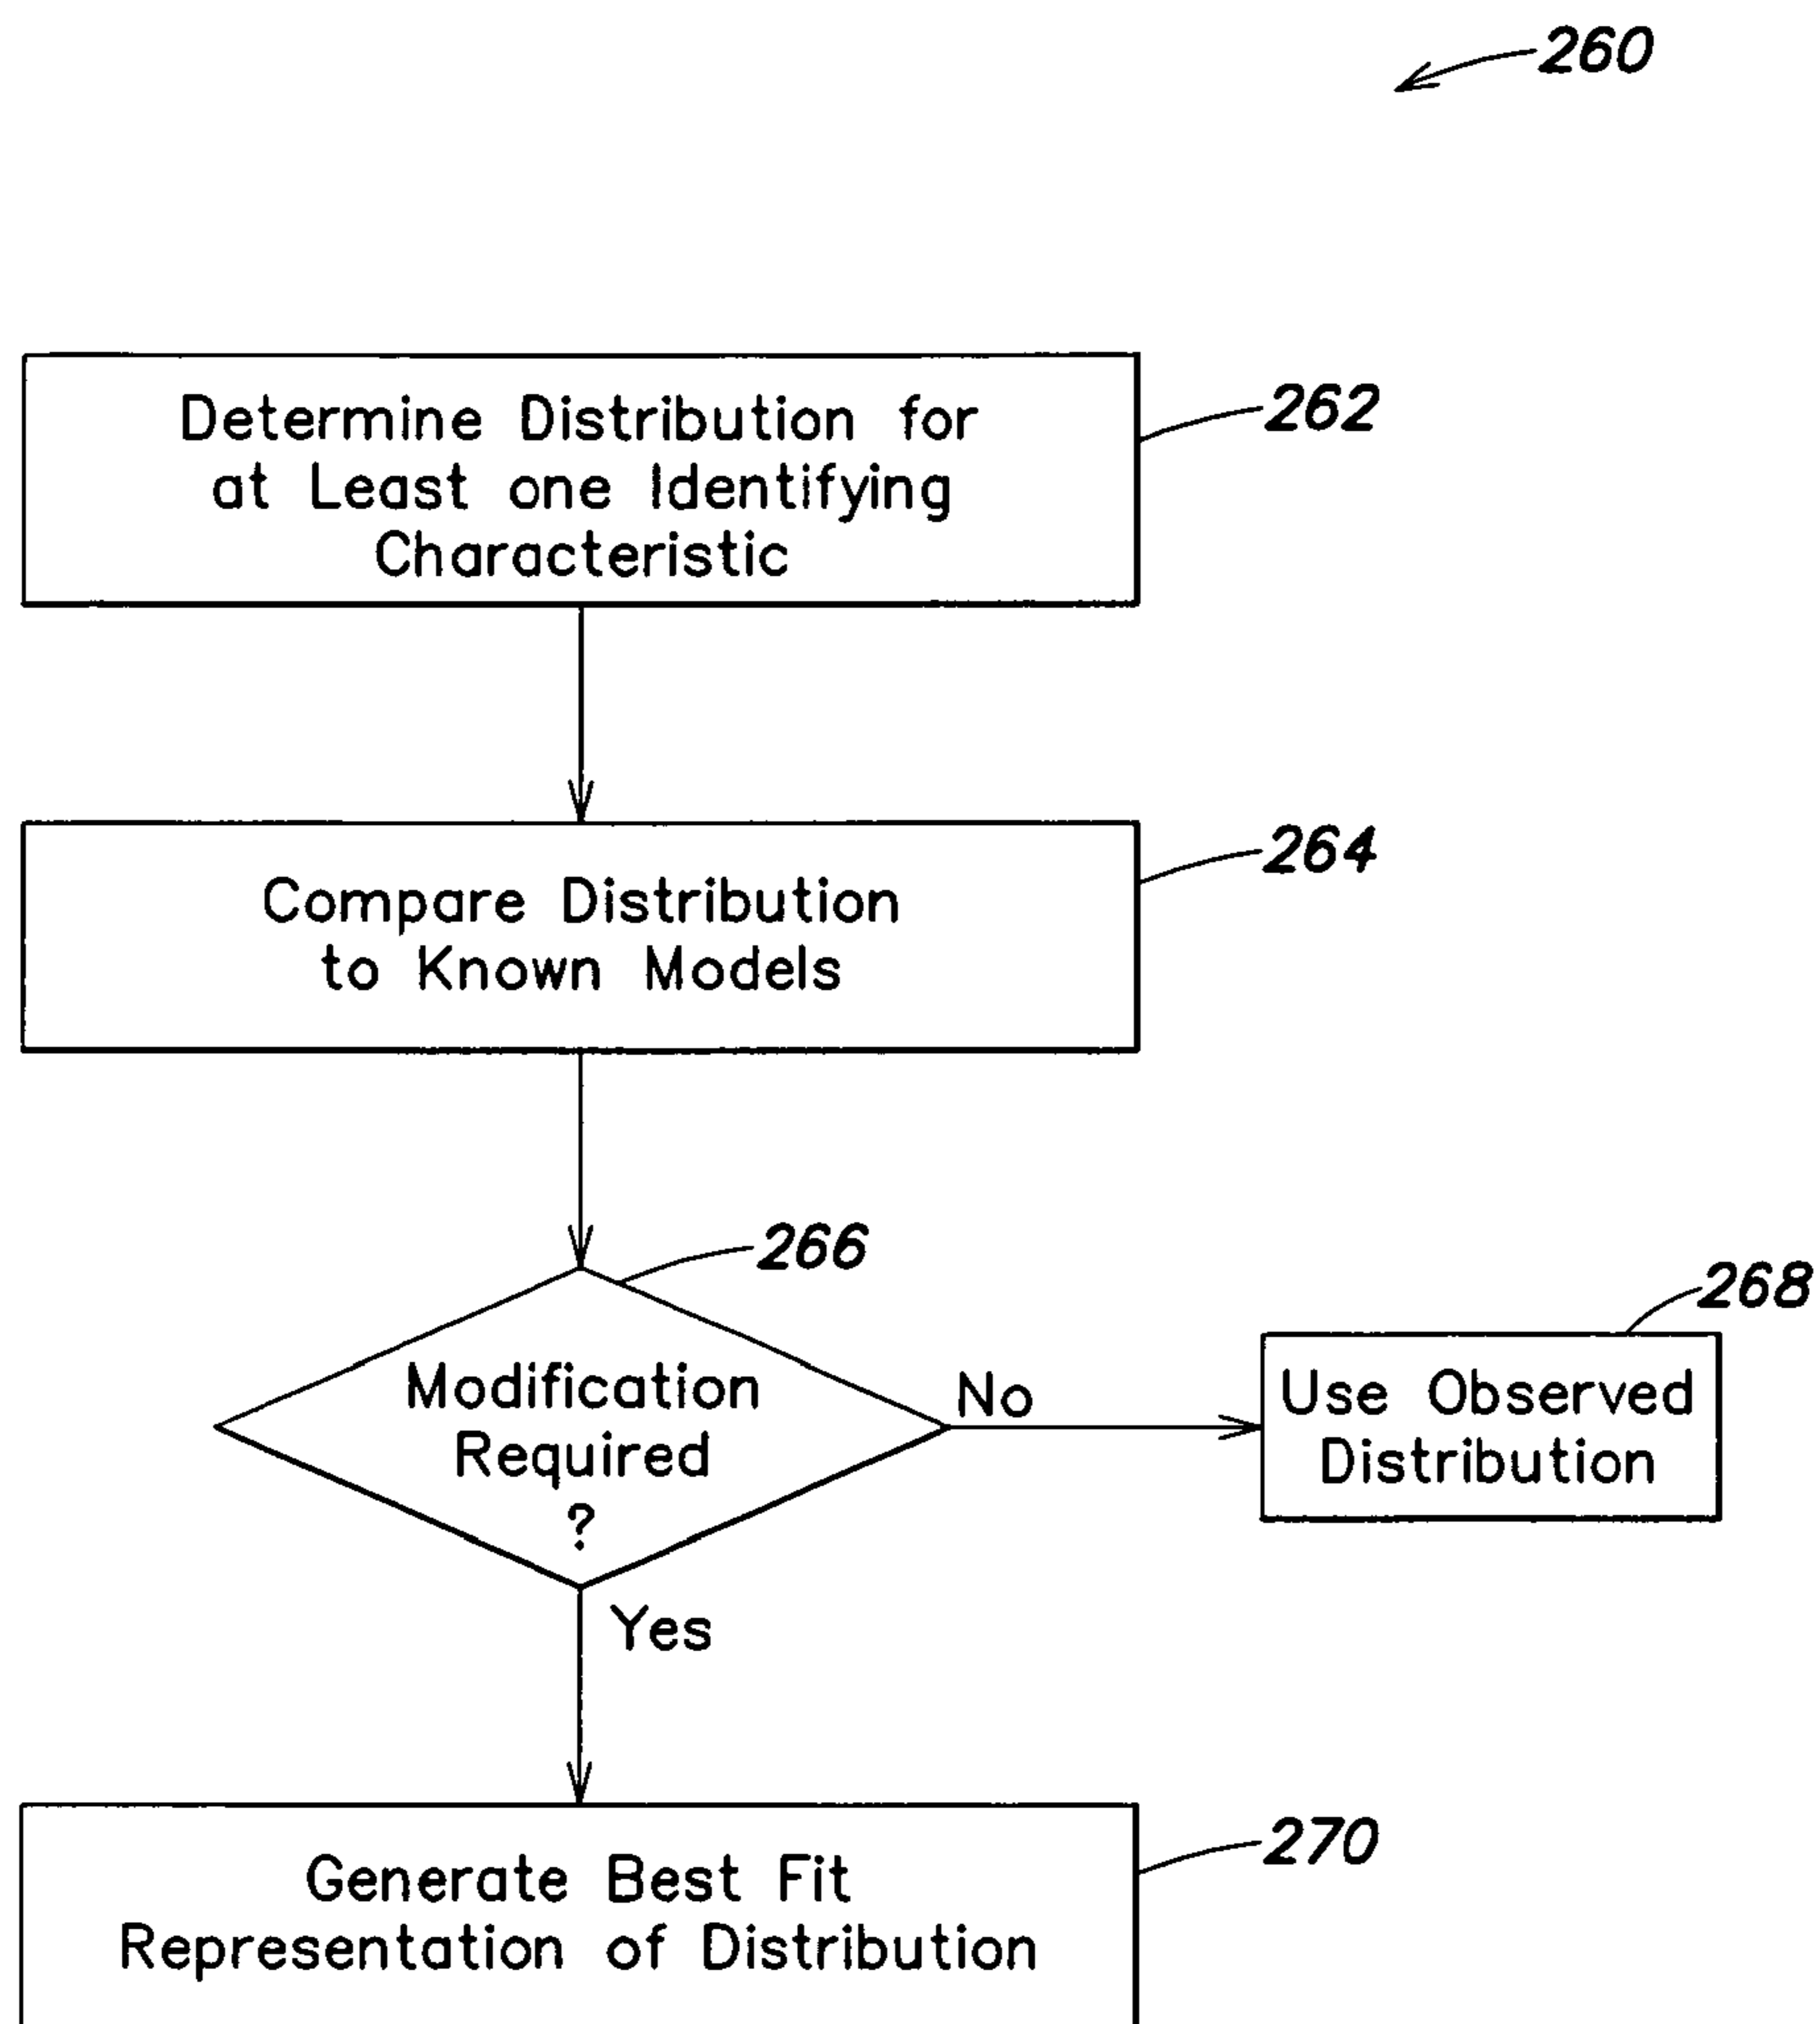 260
Determine Distribution for
at Least one Identifying
Characteristic
262
Compare Distribution
to Known Models
264
266
Modification
Required
?
No
268
Use Observed
Distribution
Yes
Generate Best Fit
Representation of Distribution
270